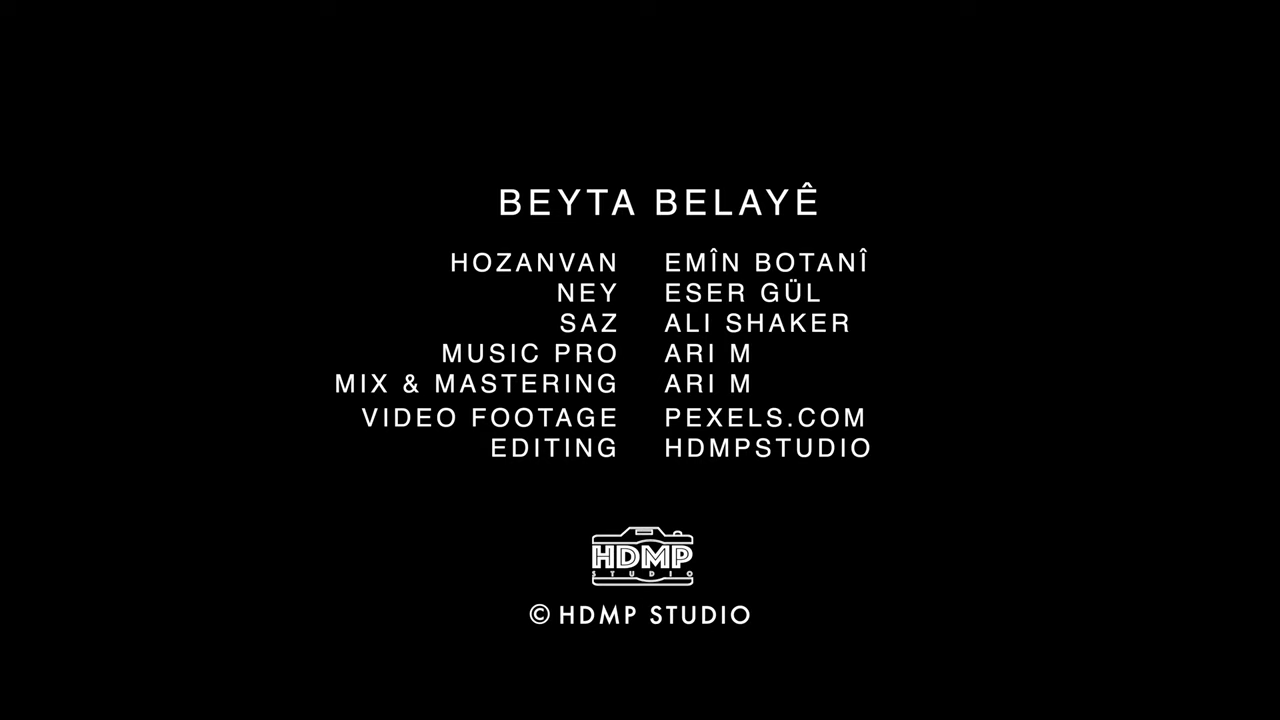 BEYTA BELAYÊ
HOZANVAN EMÎN BOTANÎ
NEY ESER GÜL
SAZ ALI SHAKER
MUSIC PRO ARI M
MIX & MASTERING ARI M
VIDEO FOOTAGE PEXELS.COM
EDITING HDMPSTUDIO
HDMP
STUDIO
© HDMP STUDIO